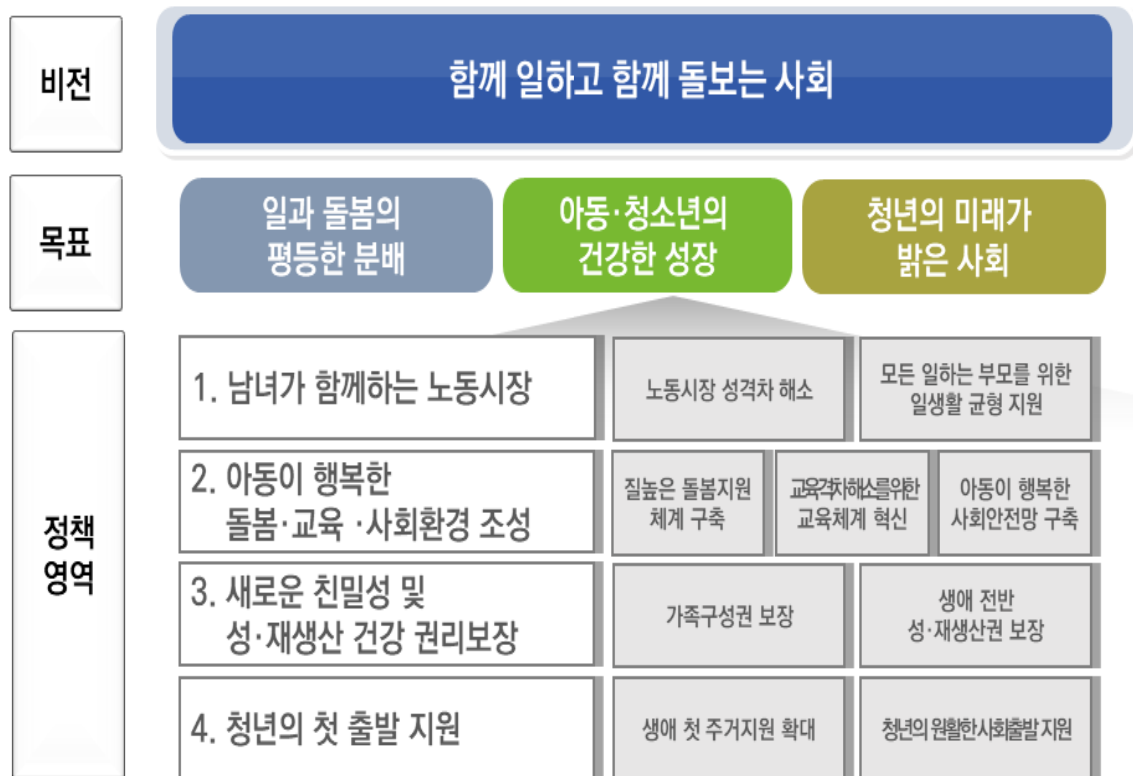 비전
함께 일하고 함께 돌보는 사회
목표
일과 돌봄의
평등한 분배
아동·청소년의
건강한 성장
청년의 미래가
밝은 사회
정책
영역
1. 남녀가 함께하는 노동시장
노동시장 성격차 해소
모든 일하는 부모를 위한
일생활 균형 지원
2. 아동이 행복한
돌봄·교육 ·사회환경 조성
질높은 돌봄지원
체계 구축
교육격차해소를위한
교육체계 혁신
아동이 행복한
사회안전망 구축
3. 새로운 친밀성 및
성·재생산 건강 권리보장
가족구성권 보장
생애 전반
성·재생산권 보장
4. 청년의 첫 출발 지원
생애 첫 주거지원 확대
청년의 원활한사회출발 지원